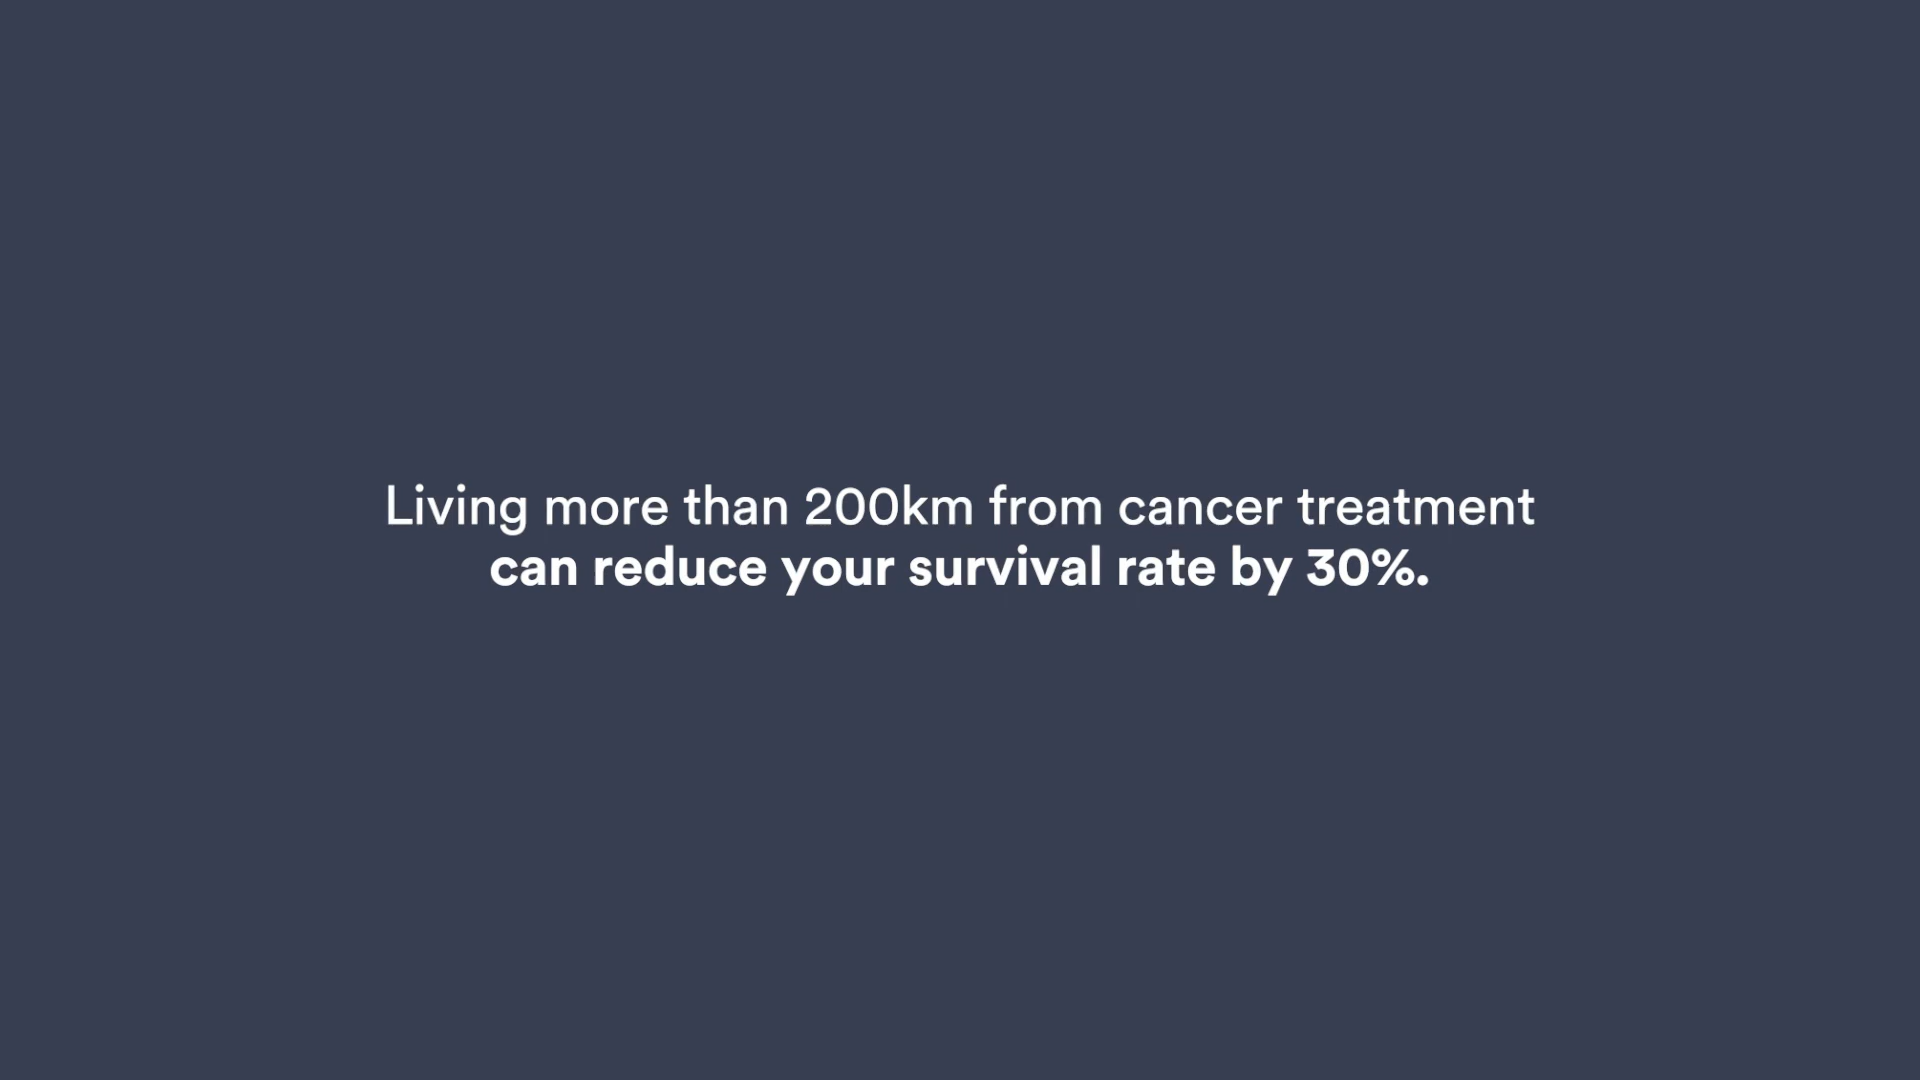 Living more than 200km from cancer treatment
can reduce your survival rate by 30%.